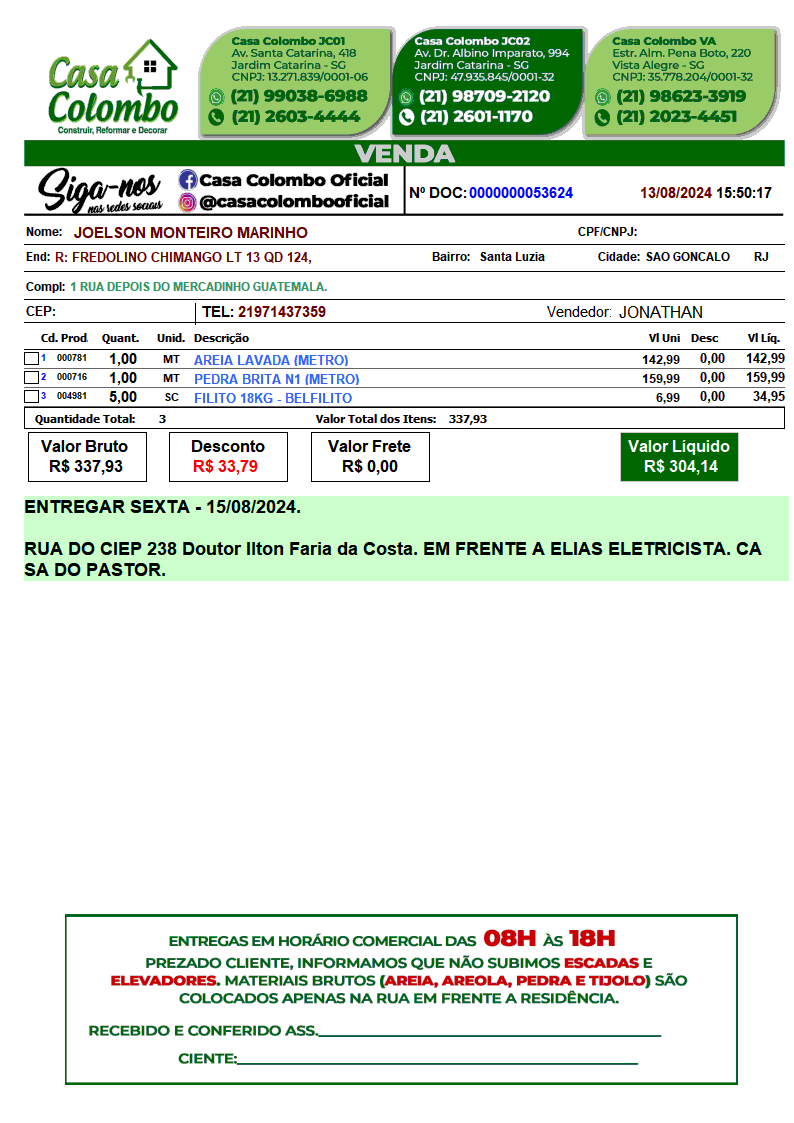 Casa Colombo
Construir, Reformar e Decorar
Casa Colombo JC01
Av. Santa Catarina, 418
Jardim Catarina - SG
CNPJ: 13.271.839/0001-06
(21) 99038-6988
(21) 2603-4444
Casa Colombo JC02
Av. Dr. Albino Imparato, 994
Jardim Catarina - SG
CNPJ: 47.935.845/0001-32
(21) 98709-2120
(21) 2601-1170
Casa Colombo VA
Estr. Alm. Pena Boto, 220
Vista Alegre - SG
CNPJ: 35.778.204/0001-32
(21) 98623-3919
(21) 2023-4451
VENDA
Siga-nos
nas redes sociais
Casa Colombo Oficial
@casacolombooficial
Nº DOC: 0000000053624 13/08/2024 15:50:17
Nome: JOELSON MONTEIRO MARINHO CPF/CNPJ:
End: R: FREDOLINO CHIMANGO LT 13 QD 124, Bairro: Santa Luzia Cidade: SAO GONCALO RJ
Compl: 1 RUA DEPOIS DO MERCADINHO GUATEMALA.
CEP: TEL: 21971437359 Vendedor: JONATHAN
Cd. Prod. Quant. Unid. Descrição Vl Uni Desc Vl Líq.
1 000781 1,00 MT AREIA LAVADA (METRO) 142,99 0,00 142,99
2 000716 1,00 MT PEDRA BRITA N1 (METRO) 159,99 0,00 159,99
3 004981 5,00 SC FILITO 18KG - BELFILITO 6,99 0,00 34,95
Quantidade Total: 3 Valor Total dos Itens: 337,93
Valor Bruto Desconto Valor Frete Valor Líquido
R$ 337,93 R$ 33,79 R$ 0,00 R$ 304,14
ENTREGAR SEXTA - 15/08/2024.
RUA DO CIEP 238 Doutor Ilton Faria da Costa. EM FRENTE A ELIAS ELETRICISTA. CA
SA DO PASTOR.
ENTREGAS EM HORÁRIO COMERCIAL DAS 08H ÀS 18H
PREZADO CLIENTE, INFORMAMOS QUE NÃO SUBIMOS ESCADAS E
ELEVADORES. MATERIAIS BRUTOS (AREIA, AREOLA, PEDRA E TIJOLO) SÃO
COLOCADOS APENAS NA RUA EM FRENTE A RESIDÊNCIA.
RECEBIDO E CONFERIDO ASS.
CIENTE: